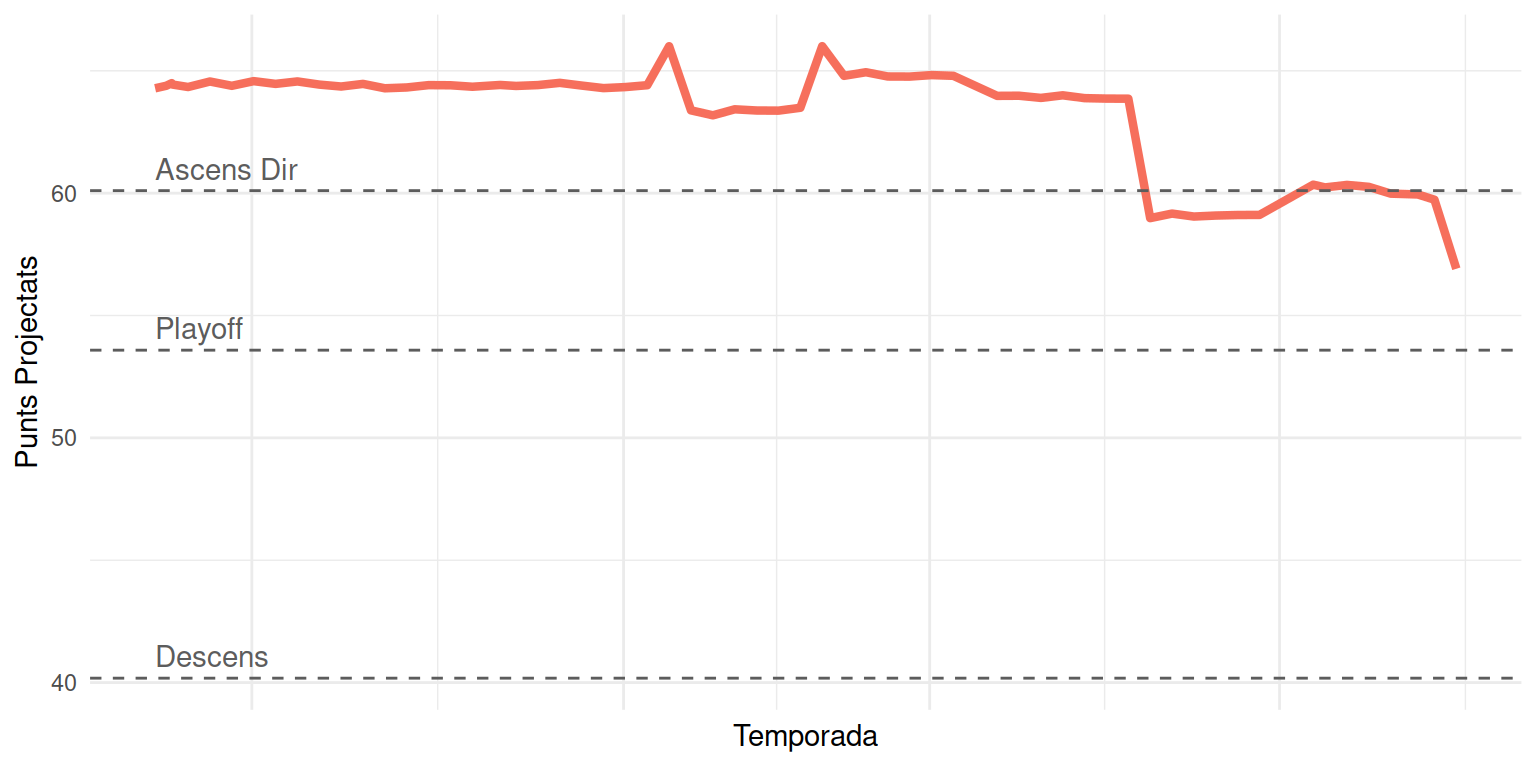 Ascens Dir
60
Playoff
50
Descens
40
Punts Projectats
Temporada